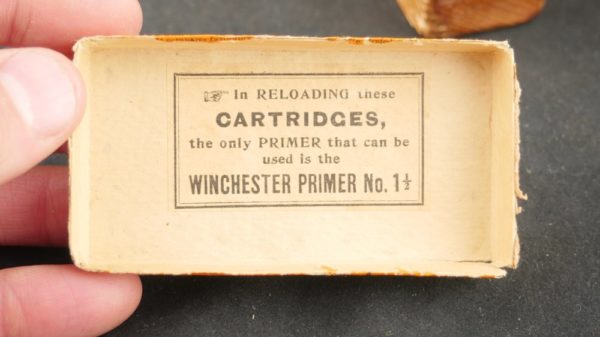 ☞ In RELOADING these
CARTRIDGES,
the only PRIMER that can be
used is the
WINCHESTER PRIMER No. 1½